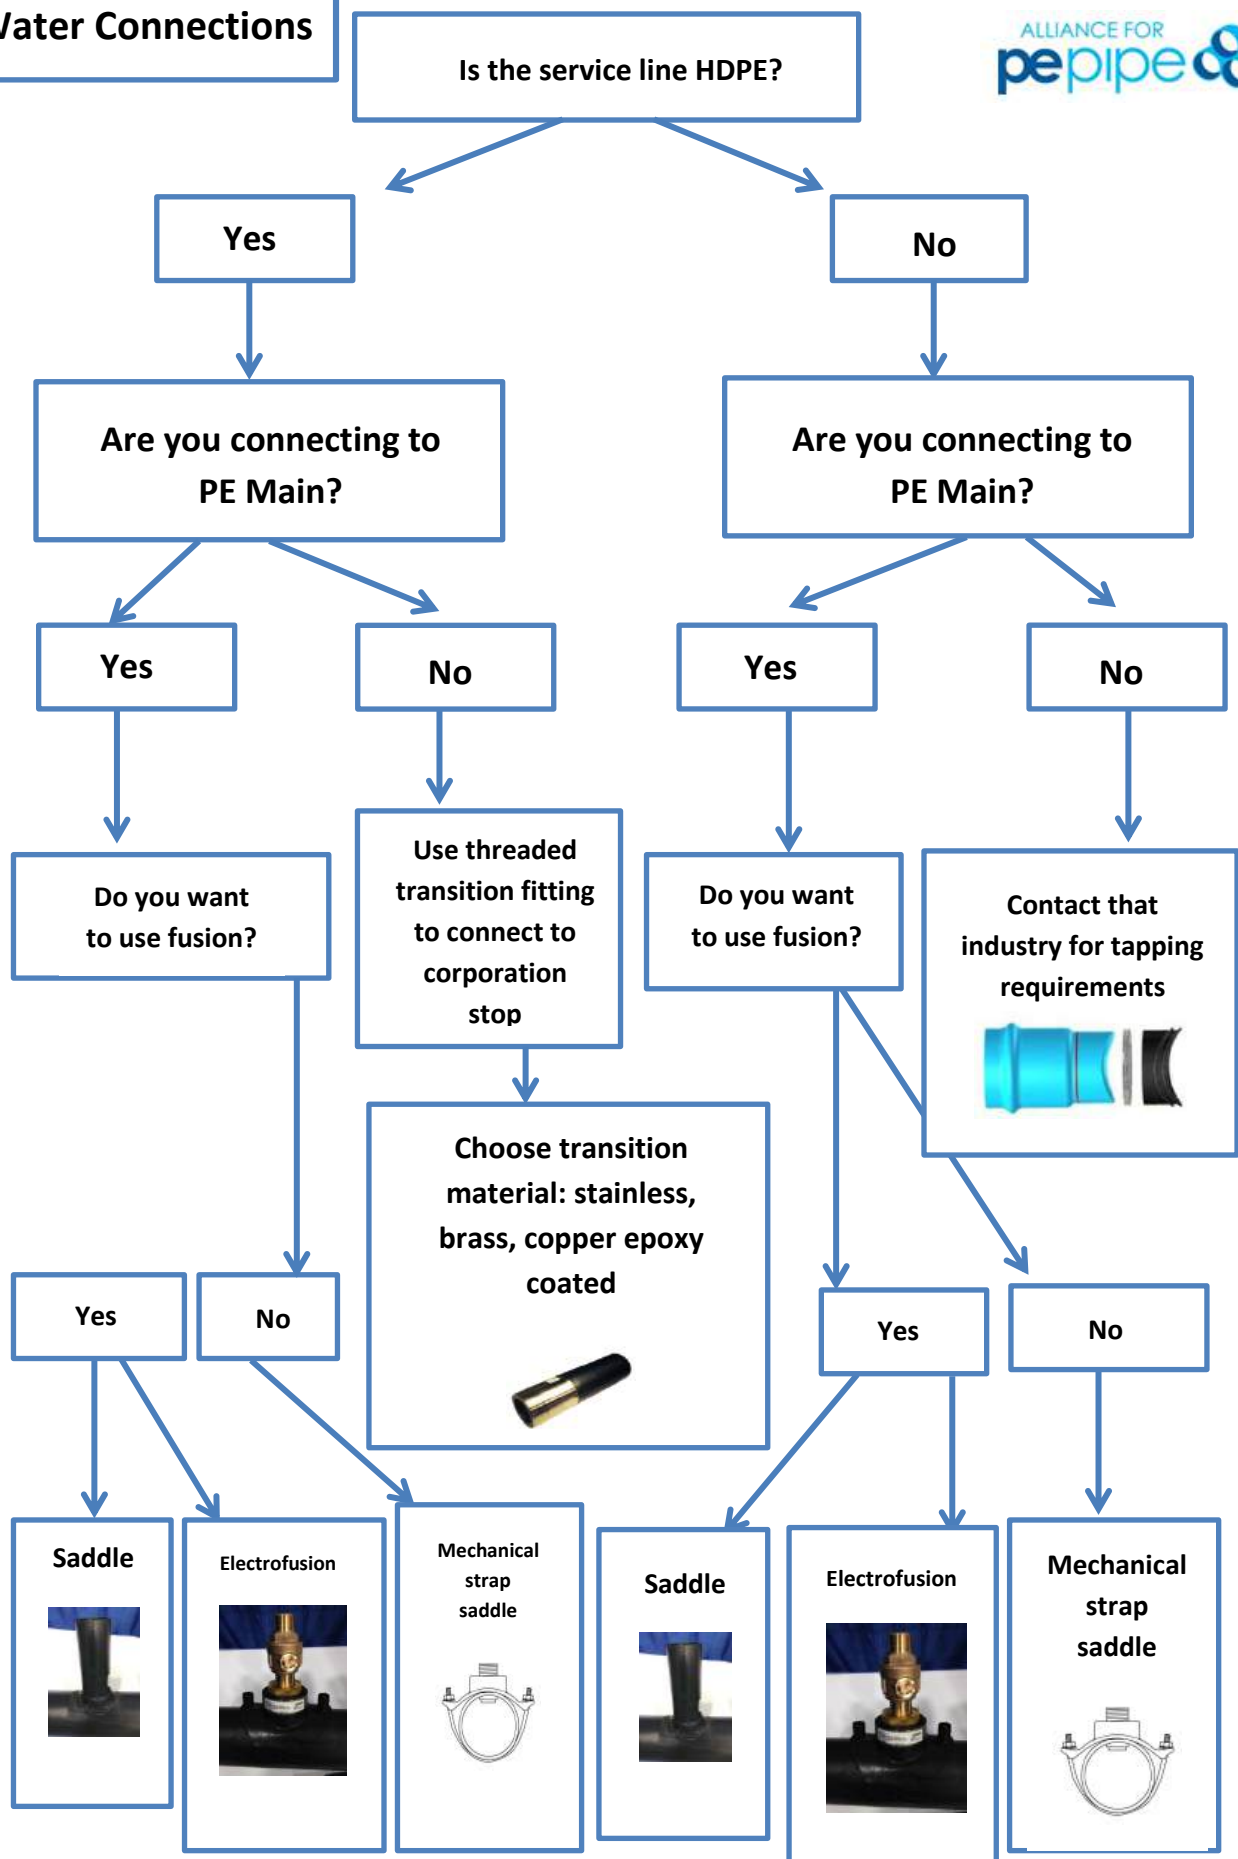 Water Connections
ALLIANCE FOR
pepipe
Is the service line HDPE?
Yes
No
Are you connecting to
PE Main?
Are you connecting to
PE Main?
Yes
No
Yes
No
Do you want
to use fusion?
Use threaded
transition fitting
to connect to
corporation
stop
Do you want
to use fusion?
Contact that
industry for tapping
requirements
Choose transition
material: stainless,
brass, copper epoxy
coated
Yes
No
Yes
No
Saddle
Electrofusion
Mechanical
strap
saddle
Saddle
Electrofusion
Mechanical
strap
saddle